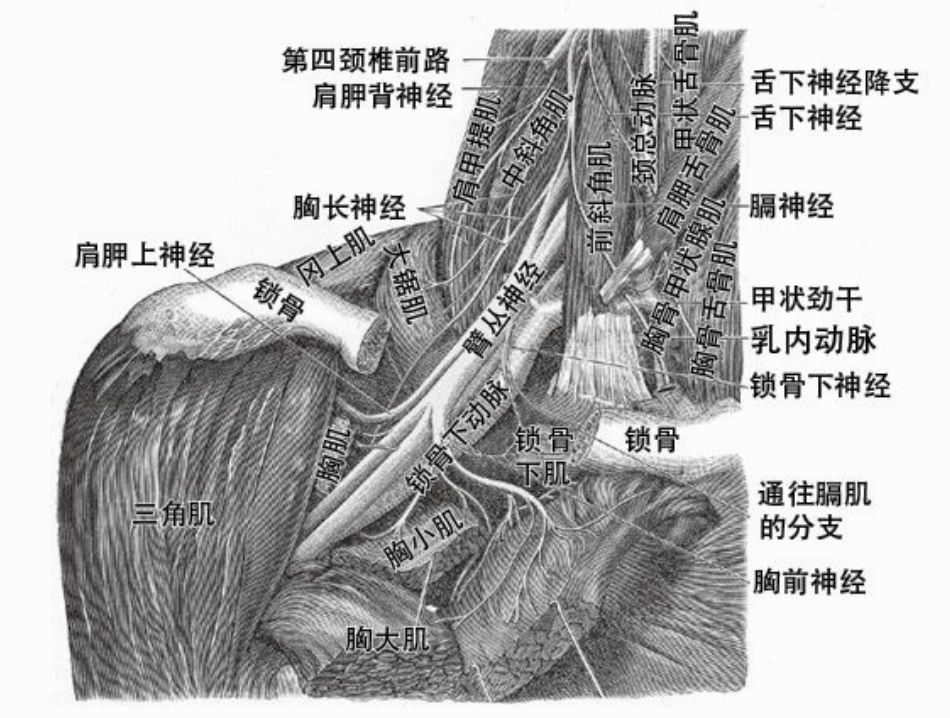 第四颈椎前路
肩胛背神经
肩甲提肌
中斜角肌
前斜角肌
颈总动脉
甲状舌骨肌
肩胛舌骨肌
舌下神经降支
舌下神经
胸长神经
膈神经
肩胛上神经
冈上肌
大锯肌
锁骨
臂丛神经
胸骨甲状腺肌
胸骨舌骨肌
甲状劲干
乳内动脉
锁骨下神经
胸肌
锁骨下动脉
锁骨
下肌
锁骨
三角肌
胸小肌
通往膈肌
的分支
胸前神经
胸大肌